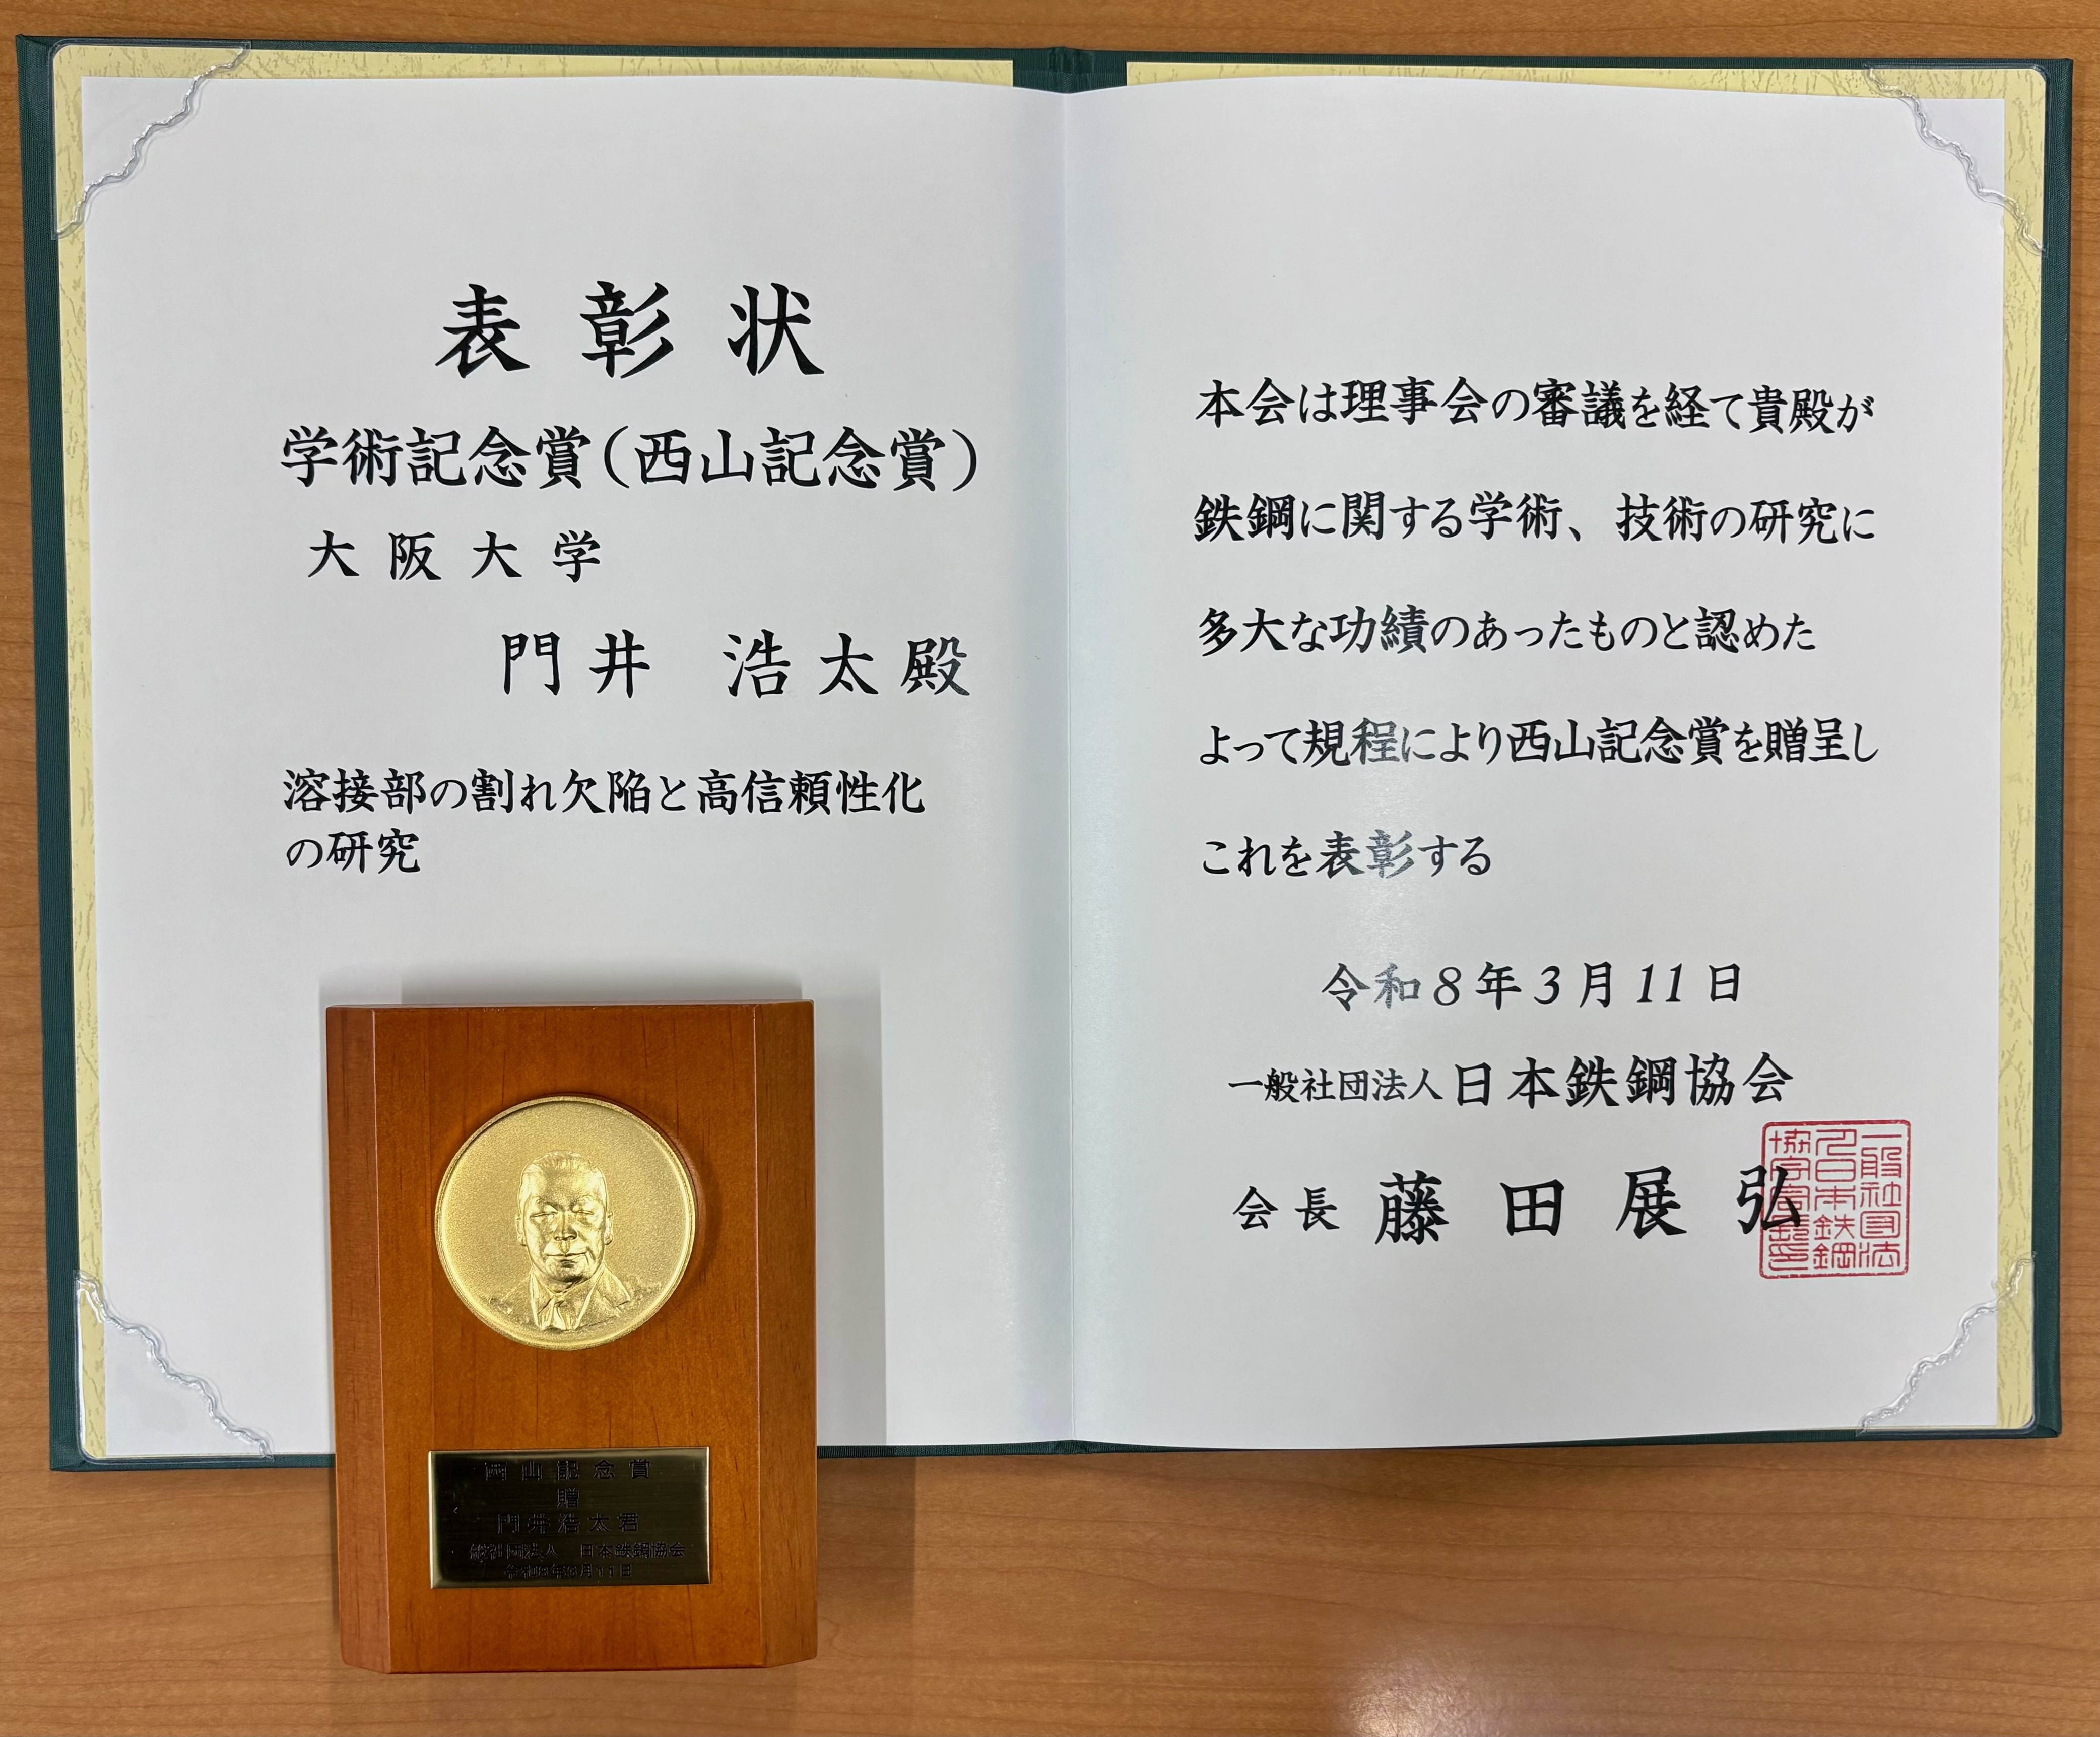 表彰状
学術記念賞(西山記念賞)
大阪大学
門井 浩太殿
溶接部の割れ欠陥と高信頼性化
の研究
本会は理事会の審議を経て貴殿が
鉄鋼に関する学術、技術の研究に
多大な功績のあったものと認めた
よって規程により西山記念賞を贈呈し
これを表彰する
令和8年3月11日
一般社団法人日本鉄鋼協会
会長 藤田展弘
西山記念賞
贈
門井浩太君
日本鉄鋼協会